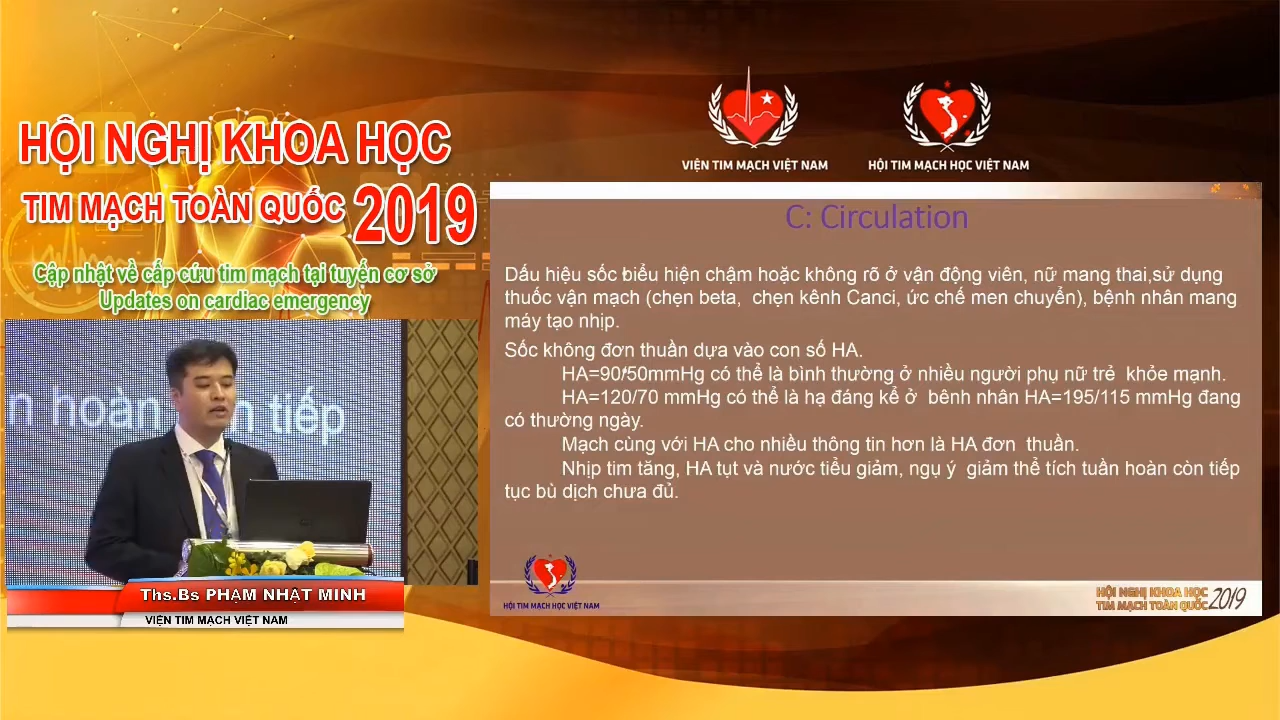 HỘI NGHỊ KHOA HỌC
TIM MẠCH TOÀN QUỐC 2019
Cập nhật về cấp cứu tim mạch tại tuyến cơ sở
Updates on cardiac emergency
VIỆN TIM MẠCH VIỆT NAM
HỘI TIM MẠCH HỌC VIỆT NAM
C: Circulation
Dấu hiệu sốc biểu hiện chậm hoặc không rõ ở vận động viên, nữ mang thai,sử dụng
thuốc vận mạch (chẹn beta, chẹn kênh Canci, ức chế men chuyển), bệnh nhân mang
máy tạo nhịp.
Sốc không đơn thuần dựa vào con số HA.
HA=90/50mmHg có thể là bình thường ở nhiều người phụ nữ trẻ khỏe mạnh.
HA=120/70 mmHg có thể là hạ đáng kể ở bênh nhân HA=195/115 mmHg đang
có thường ngày.
Mạch cùng với HA cho nhiều thông tin hơn là HA đơn thuần.
Nhịp tim tăng, HA tụt và nước tiểu giảm, ngụ ý giảm thể tích tuần hoàn còn tiếp
tục bù dịch chưa đủ.
HỘI TIM MẠCH HỌC VIỆT NAM
HỘI NGHỊ KHOA HỌC
TIM MẠCH TOÀN QUỐC 2019
n hoàn còn tiếp
Ths.Bs PHẠM NHẬT MINH
VIỆN TIM MẠCH VIỆT NAM